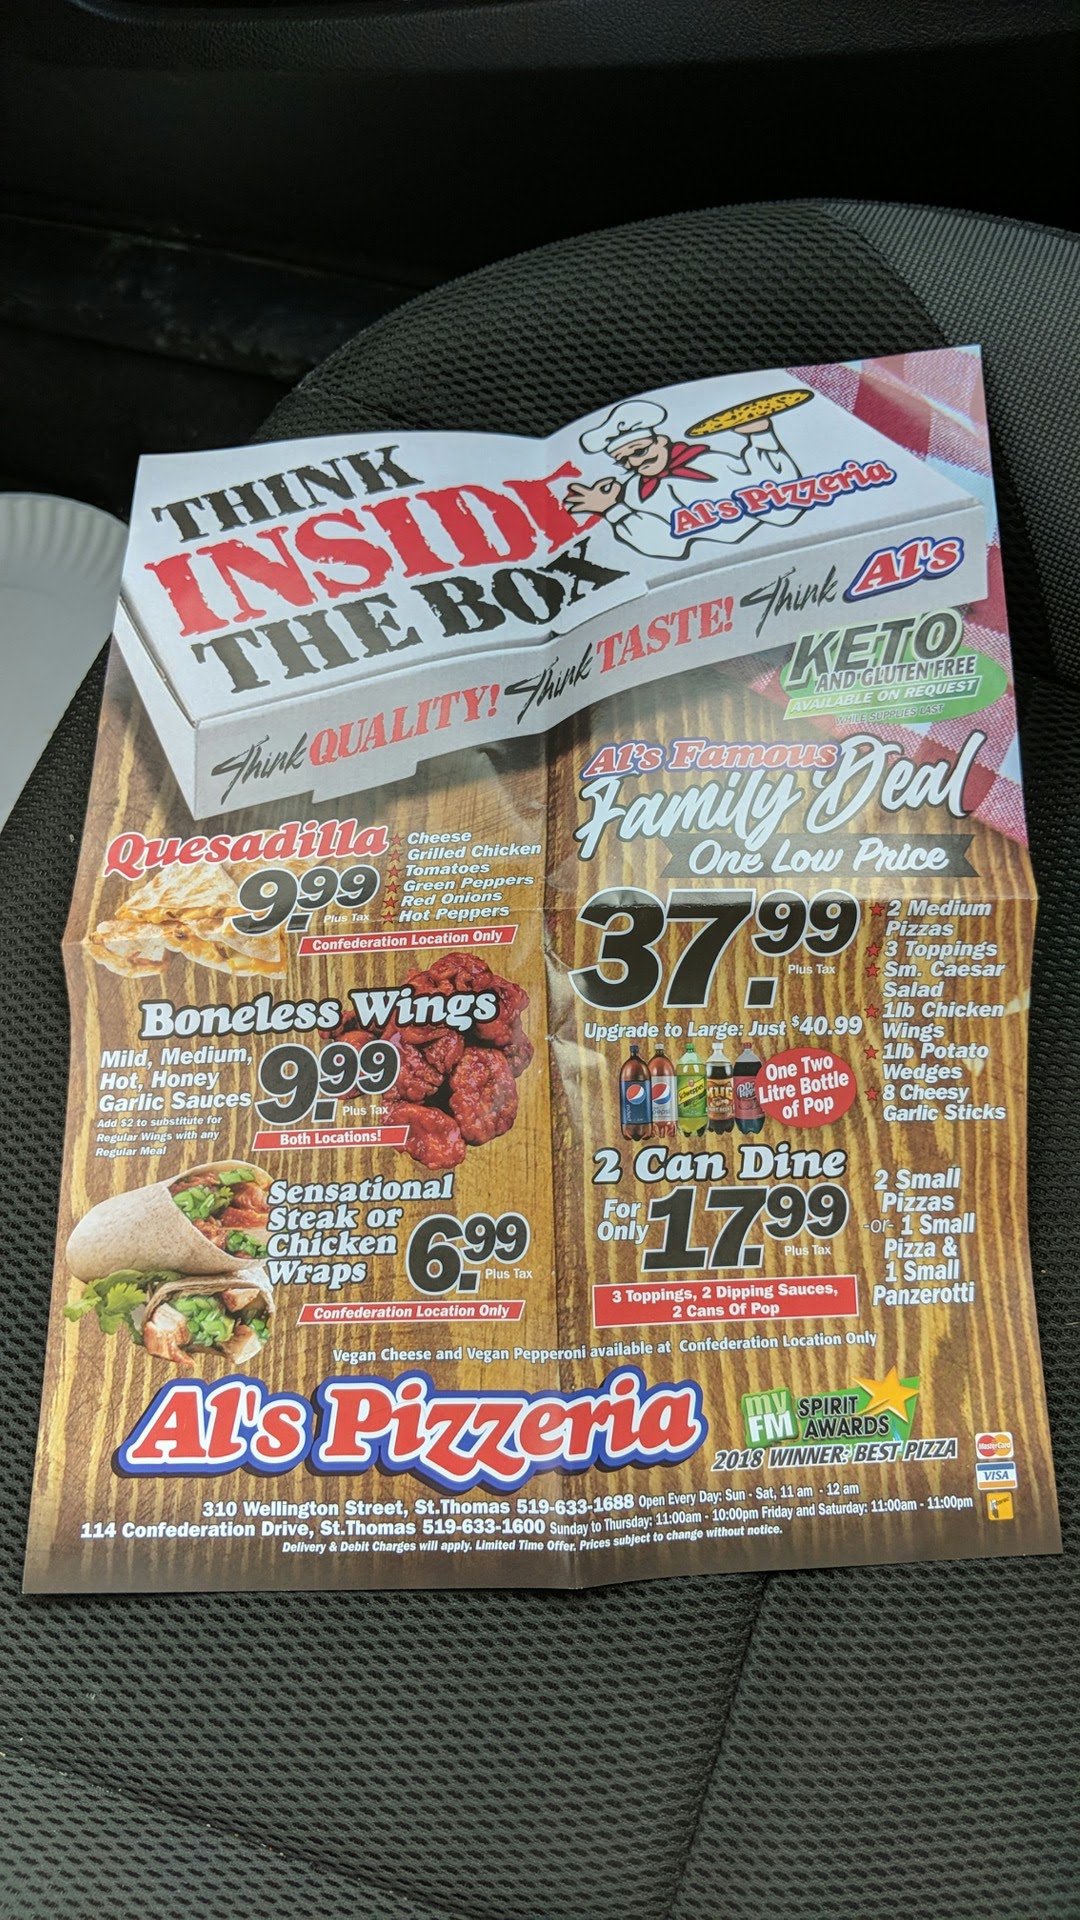 THINK
INSIDE
THE BOX
Al's Pizzeria
Think QUALITY! Think TASTE! Think Al's
KETO
AND GLUTEN FREE
AVAILABLE ON REQUEST
WHILE SUPPLIES LAST
Quesadilla
9.99
Plus Tax
Cheese
Grilled Chicken
Tomatoes
Green Peppers
Red Onions
Hot Peppers
Confederation Location Only
Boneless Wings
Mild, Medium,
Hot, Honey
Garlic Sauces
9.99
Plus Tax
Add $2 to substitute for
Regular Wings with any
Regular Meal
Both Locations!
Sensational
Steak or
Chicken
Wraps
6.99
Plus Tax
Confederation Location Only
Al's Famous
Family Deal
One Low Price
37.99
Plus Tax
2 Medium
Pizzas
3 Toppings
Sm. Caesar
Salad
1lb Chicken
Wings
1lb Potato
Wedges
8 Cheesy
Garlic Sticks
Upgrade to Large: Just $40.99
One Two
Litre Bottle
of Pop
2 Can Dine
For
Only
17.99
Plus Tax
2 Small
Pizzas
-or- 1 Small
Pizza &
1 Small
Panzerotti
3 Toppings, 2 Dipping Sauces,
2 Cans Of Pop
Vegan Cheese and Vegan Pepperoni available at Confederation Location Only
Al's Pizzeria
my
FM
SPIRIT
AWARDS
2018 WINNER: BEST PIZZA
MasterCard
VISA
310 Wellington Street, St.Thomas 519-633-1688 Open Every Day: Sun - Sat, 11 am - 12 am
114 Confederation Drive, St.Thomas 519-633-1600 Sunday to Thursday: 11:00am - 10:00pm Friday and Saturday: 11:00am - 11:00pm
Delivery & Debit Charges will apply. Limited Time Offer. Prices subject to change without notice.